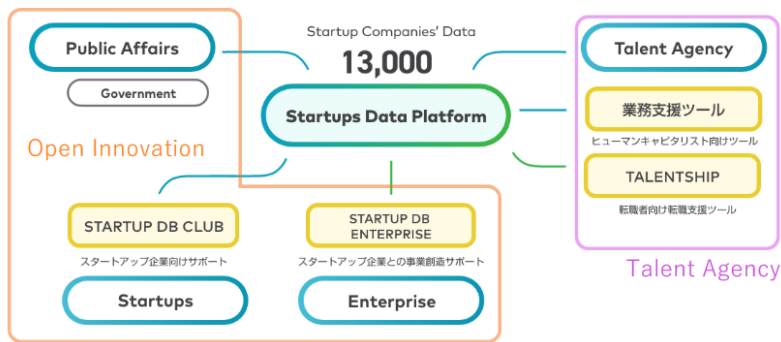 Public Affairs
Government
Open Innovation
Startup Companies' Data
13,000
Startups Data Platform
Talent Agency
業務支援ツール
ヒューマンキャピタリスト向けツール
TALENTSHIP
転職者向け転職支援ツール
Talent Agency
STARTUP DB CLUB
スタートアップ企業向けサポート
Startups
STARTUP DB
ENTERPRISE
スタートアップ企業との事業創造サポート
Enterprise